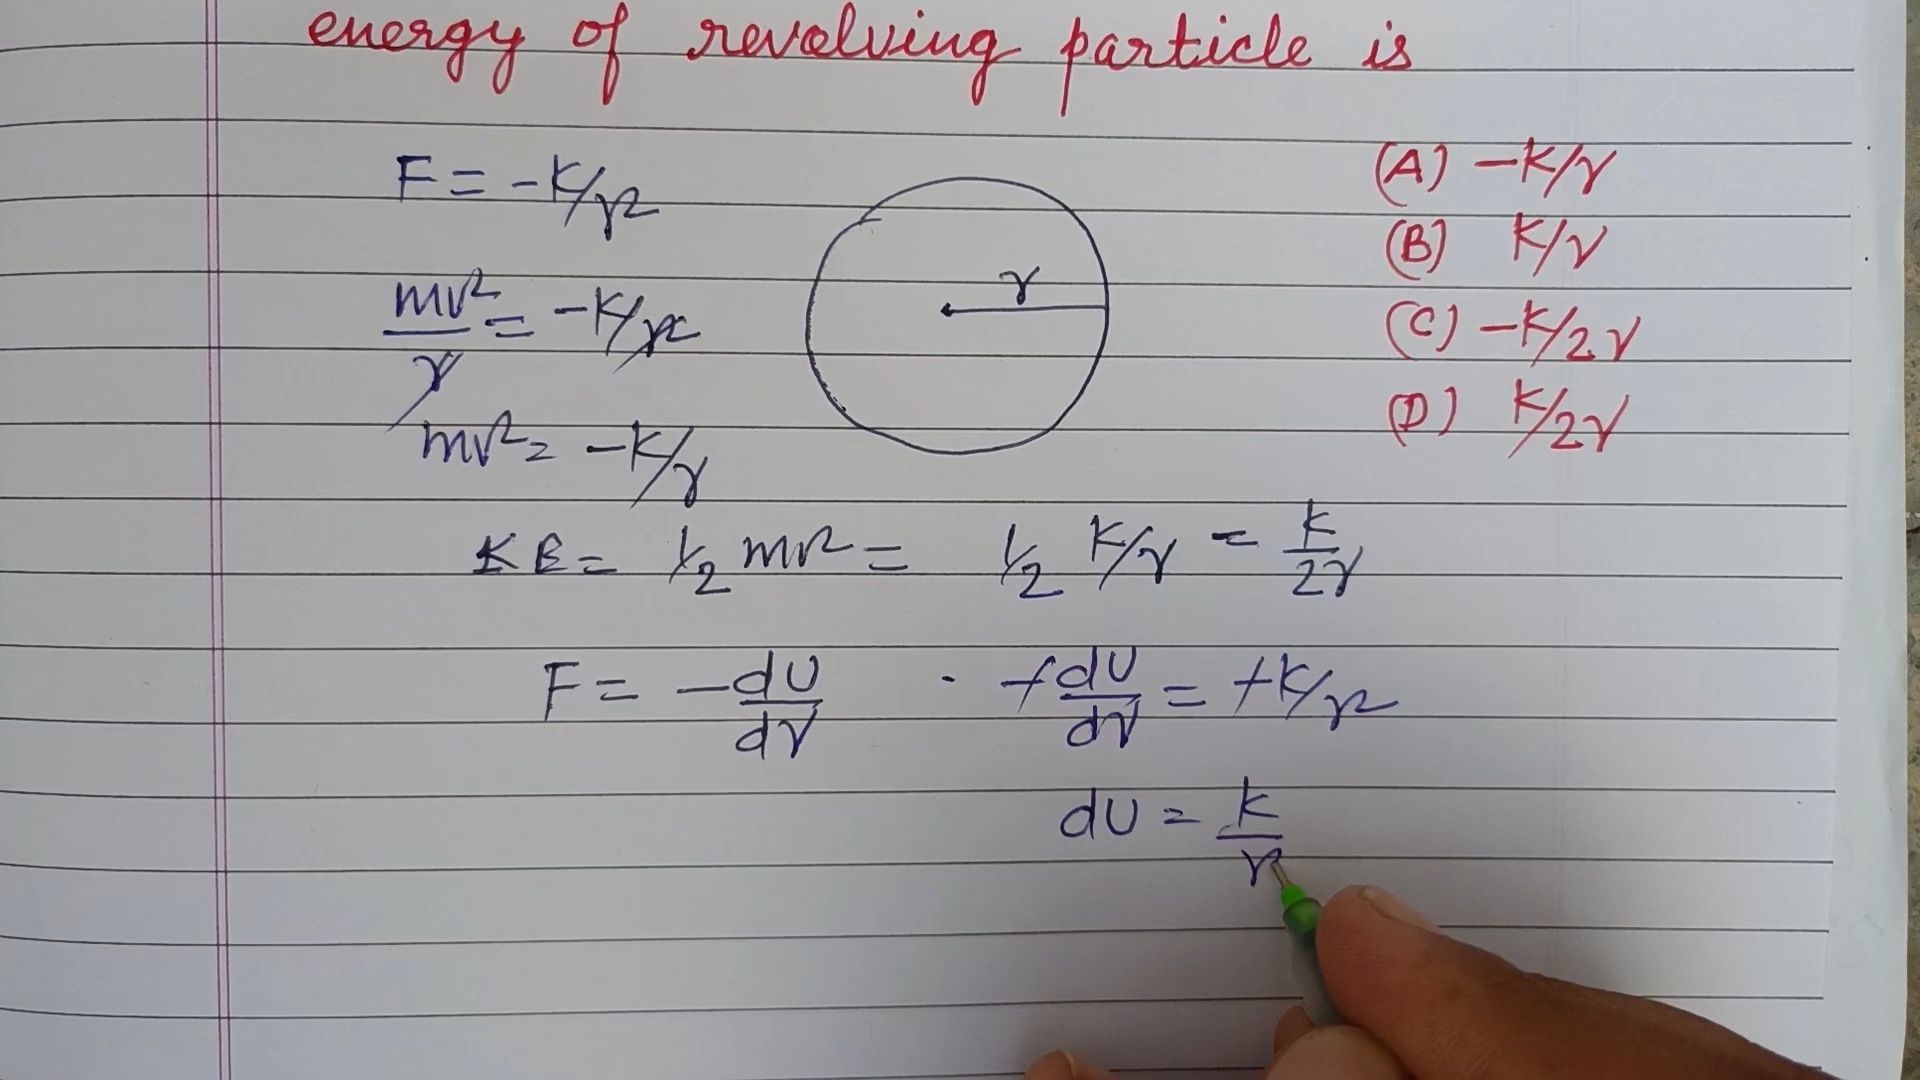 energy of revolving particle is
F = -K/r²
(A) -K/r
(B) K/r
r
mv²/r = -K/r²
(C) -K/2r
(D) K/2r
mv² = -K/r
KE = 1/2 mv² = 1/2 K/r = K/2r
F = -dU/dr . +dU/dr = +K/r²
dU = K/r²